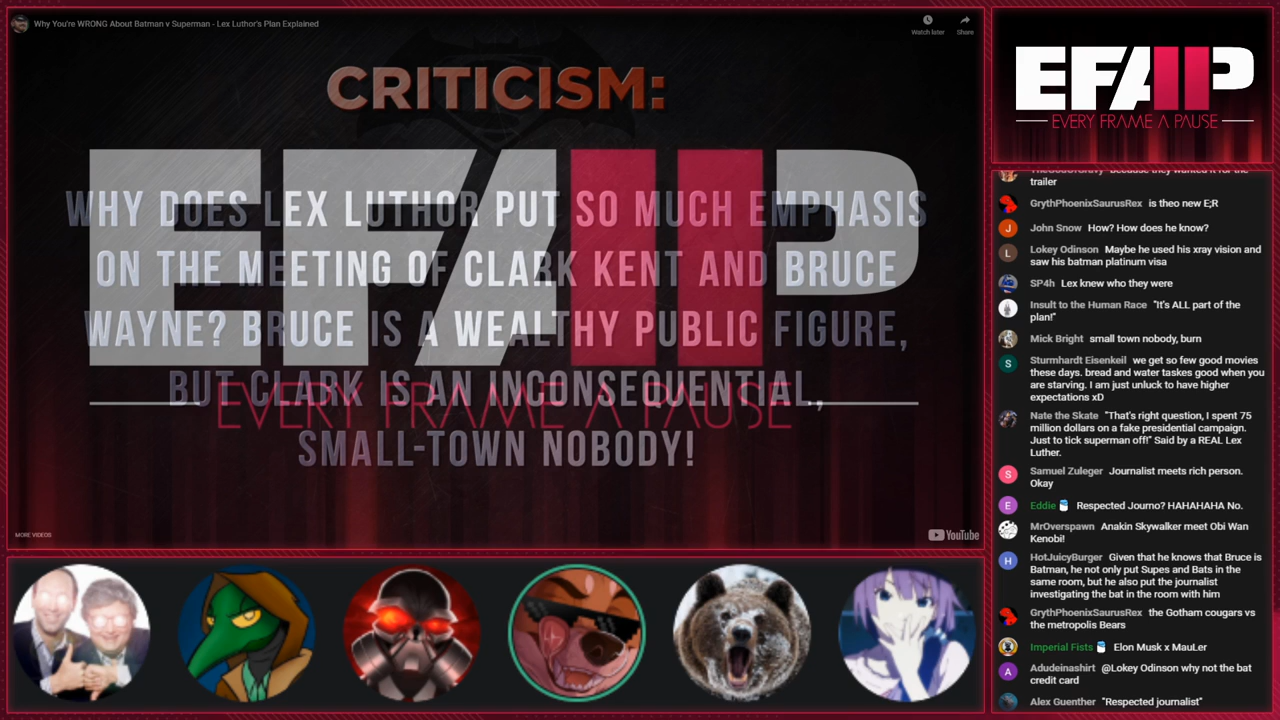 Why You're WRONG About Batman v Superman - Lex Luthor's Plan Explained
Watch later
Share
CRITICISM:
WHY DOES LEX LUTHOR PUT SO MUCH EMPHASIS
ON THE MEETING OF CLARK KENT AND BRUCE
WAYNE? BRUCE IS A WEALTHY PUBLIC FIGURE,
BUT CLARK IS AN INCONSEQUENTIAL,
SMALL-TOWN NOBODY!
EFAP
EVERY FRAME A PAUSE
MORE VIDEOS
YouTube
EFAP
EVERY FRAME A PAUSE
because they wanted it for the
trailer
GrythPhoenixSaurusRex is theo new E;R
John Snow How? How does he know?
Lokey Odinson Maybe he used his xray vision and
saw his batman platinum visa
SP4h Lex knew who they were
Insult to the Human Race "It's ALL part of the
plan!"
Mick Bright small town nobody, burn
Sturmhardt Eisenkeil we get so few good movies
these days. bread and water taskes good when you
are starving. I am just unluck to have higher
expectations xD
Nate the Skate "That's right question, I spent 75
million dollars on a fake presidential campaign.
Just to tick superman off!" Said by a REAL Lex
Luther.
Samuel Zuleger Journalist meets rich person.
Okay
Eddie Respected Journo? HAHAHAHA No.
MrOverspawn Anakin Skywalker meet Obi Wan
Kenobi!
HotJuicyBurger Given that he knows that Bruce is
Batman, he not only put Supes and Bats in the
same room, but he also put the journalist
investigating the bat in the room with him
GrythPhoenixSaurusRex the Gotham cougars vs
the metropolis Bears
Imperial Fists Elon Musk x MauLer
Adudeinashirt @Lokey Odinson why not the bat
credit card
Alex Guenther "Respected journalist"